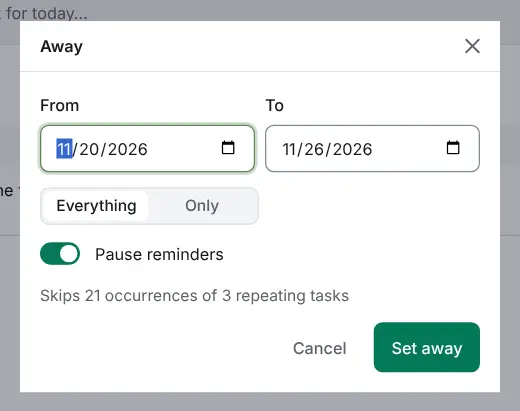 for today...
Away
From
To
11/20/2026
11/26/2026
Everything
Only
Pause reminders
Skips 21 occurrences of 3 repeating tasks
Cancel
Set away